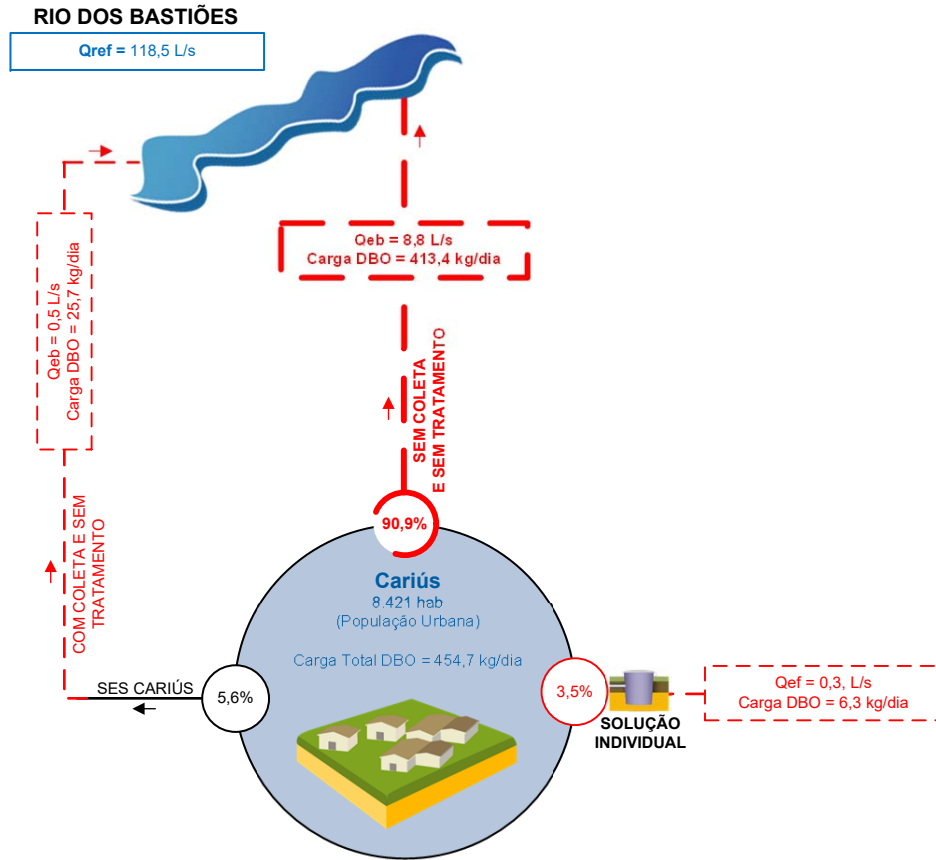 RIO DOS BASTIÕES
Qref = 118,5 L/s
Qeb = 8,8 L/s
Carga DBO = 413,4 kg/dia
Qeb = 0,5 L/s
Carga DBO = 25,7 kg/dia
SEM COLETA
E SEM TRATAMENTO
COM COLETA E SEM
TRATAMENTO
90,9%
Cariús
8.421 hab
(População Urbana)
Carga Total DBO = 454,7 kg/dia
SES CARIÚS
5,6%
3,5%
SOLUÇÃO
INDIVIDUAL
Qef = 0,3, L/s
Carga DBO = 6,3 kg/dia